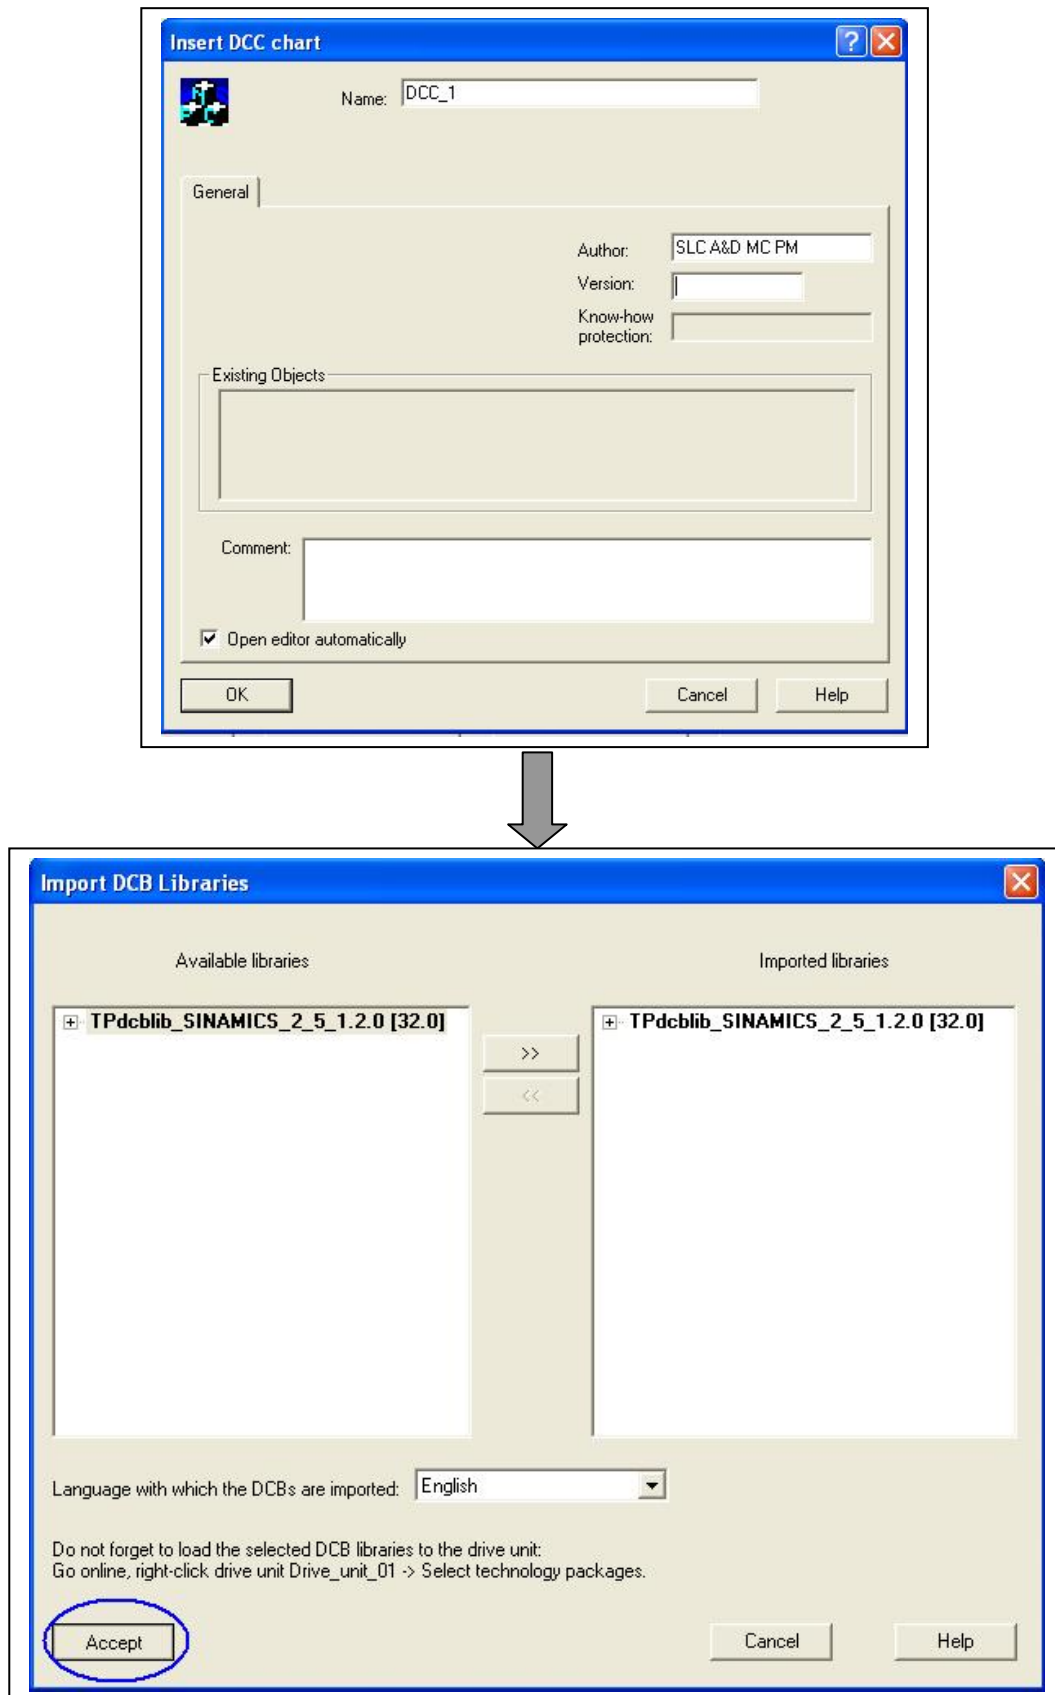 Insert DCC chart
Name: DCC_1
General
Author: SLC A&D MC PM
Version:
Know-how
protection:
Existing Objects
Comment:
Open editor automatically
OK Cancel Help
Import DCB Libraries
Available libraries Imported libraries
TPdcblib_SINAMICS_2_5_1.2.0 [32.0] TPdcblib_SINAMICS_2_5_1.2.0 [32.0]
>>
<<
Language with which the DCBs are imported: English
Do not forget to load the selected DCB libraries to the drive unit:
Go online, right-click drive unit Drive_unit_01 -> Select technology packages.
Accept Cancel Help